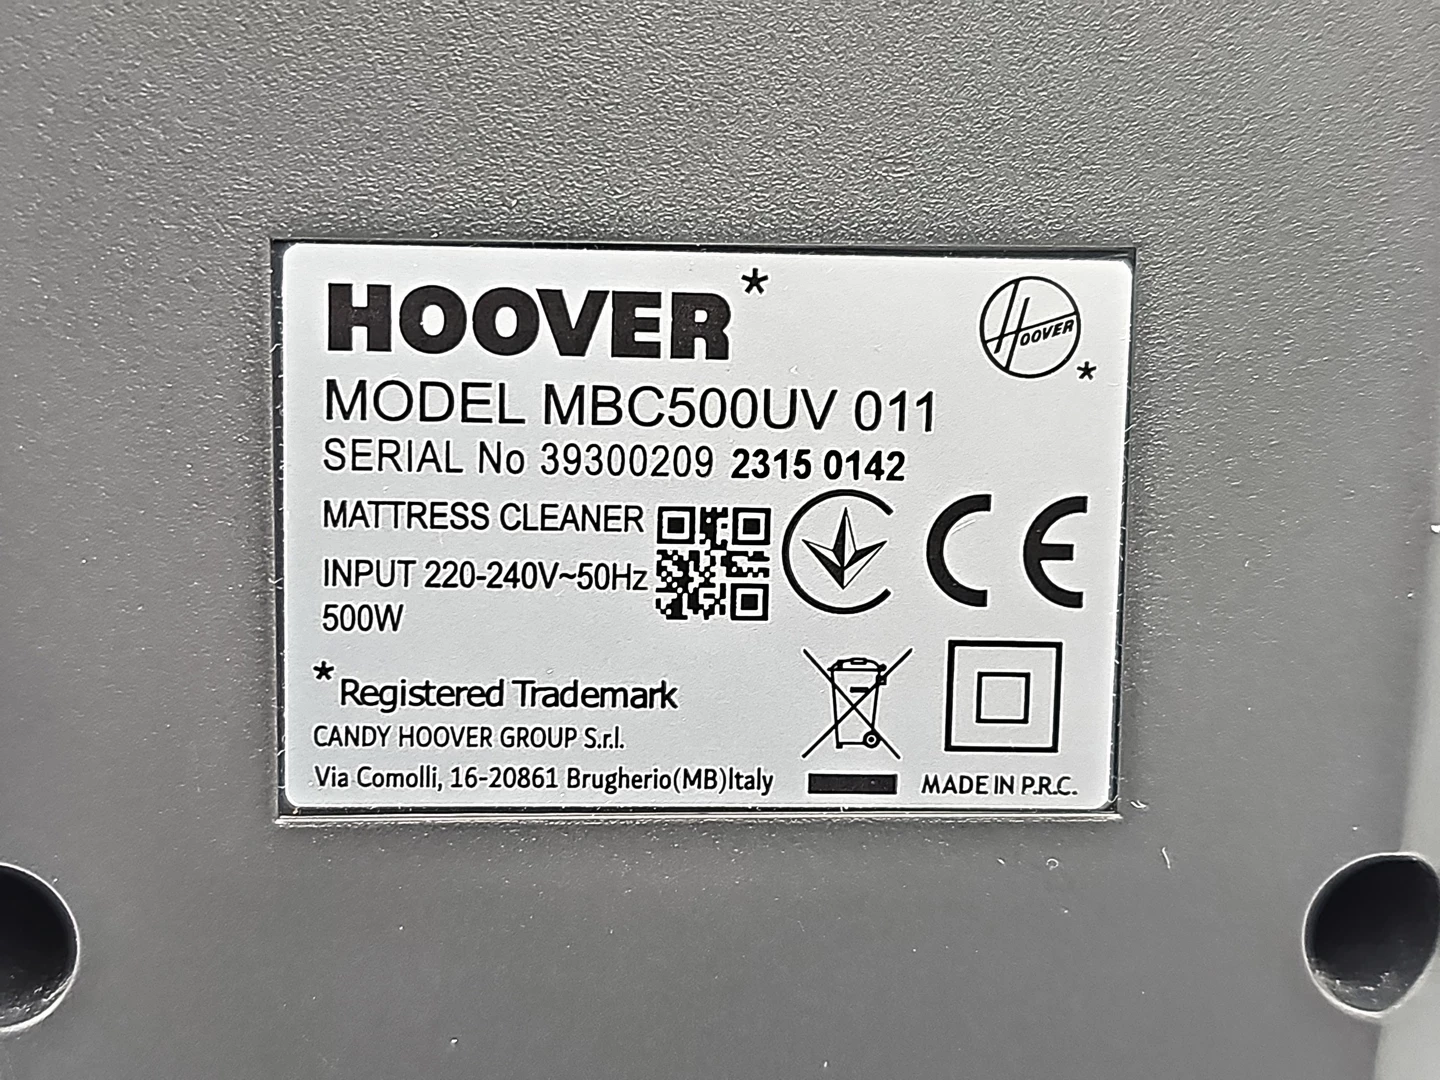 HOOVER*
HOOVER*
MODEL MBC500UV 011
SERIAL No 39300209 2315 0142
MATTRESS CLEANER
INPUT 220-240V~50Hz
500W
CE
*Registered Trademark
CANDY HOOVER GROUP S.r.l.
Via Comolli, 16-20861 Brugherio(MB)Italy
MADE IN P.R.C.